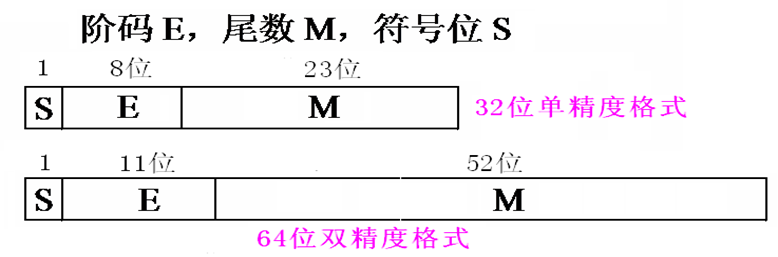 阶码E，尾数M，符号位S
1 8位 23位
S E M 32位单精度格式
1 11位 52位
S E M
64位双精度格式